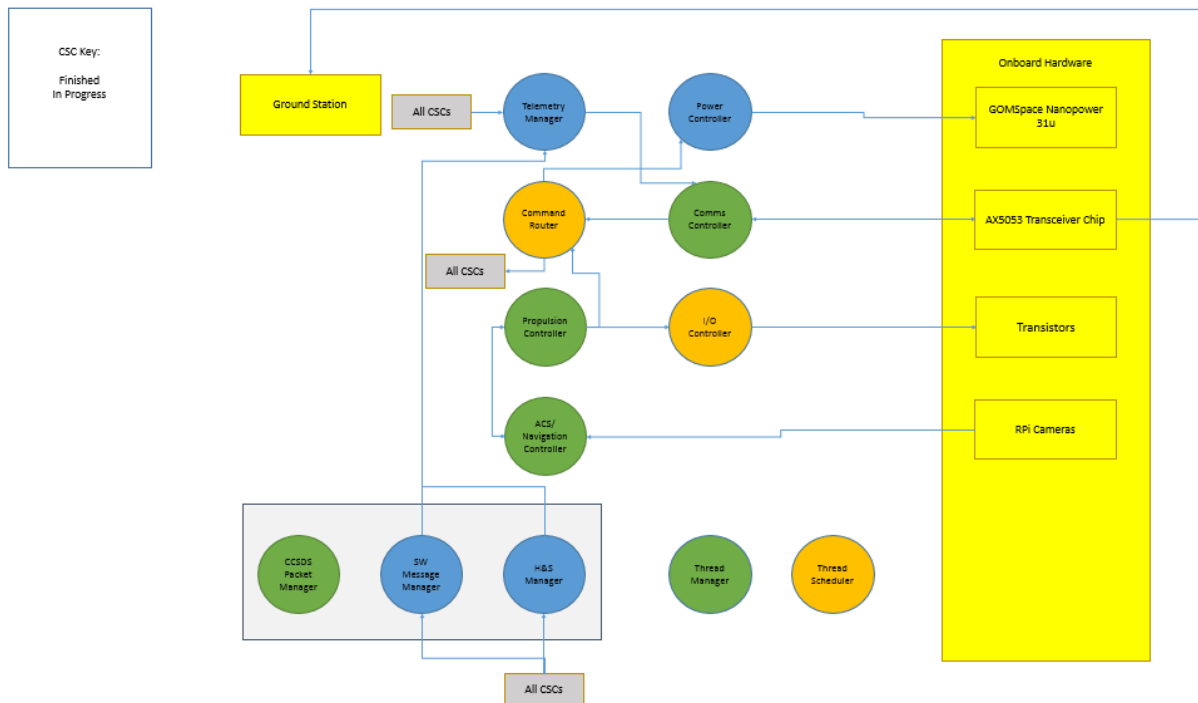 CSC Key:
Finished
In Progress
Ground Station
All CSCs
Telemetry
Manager
Power
Controller
Onboard Hardware
GOMSpace Nanopower
31u
Command
Router
Comms
Controller
AX5053 Transceiver Chip
All CSCs
Propulsion
Controller
I/O
Controller
Transistors
ACS/
Navigation
Controller
RPi Cameras
CCSDS
Packet
Manager
SW
Message
Manager
H&S
Manager
Thread
Manager
Thread
Scheduler
All CSCs